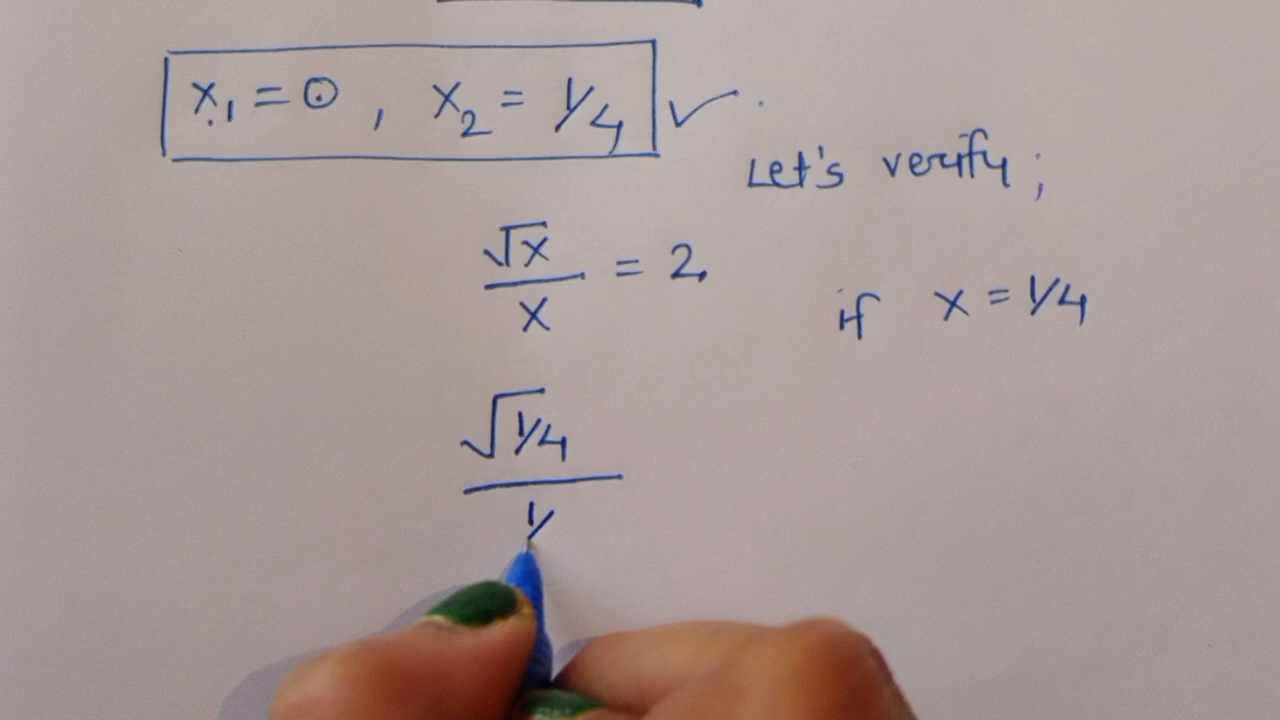 x₁ = 0 , x₂ = 1/4 ✓.
Let's verify;
√x/x = 2,
if x = 1/4
√1/4
1/